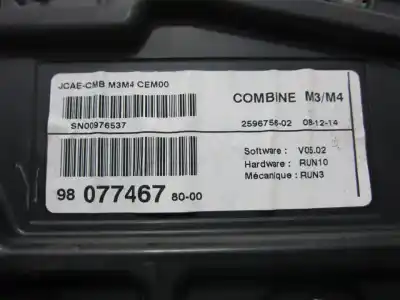 JCAE-CMB M3M4 CEM00
COMBINE M3/M4
SN00976537
2596756-02 08-12-14
Software : V05.02
Hardware : RUN10
Mécanique : RUN3
98 077467 80-00